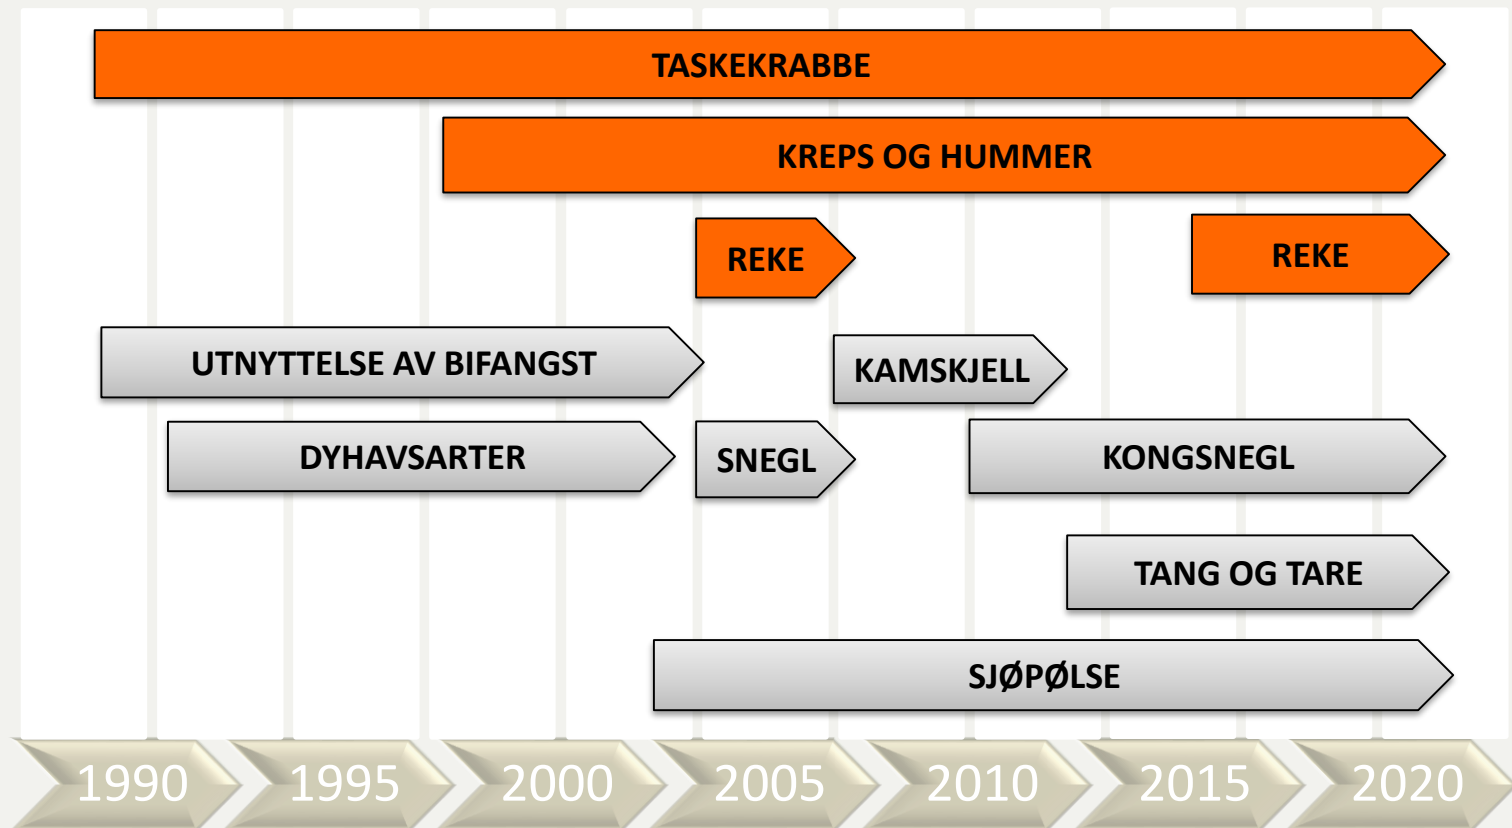 TASKEKRABBE
KREPS OG HUMMER
REKE
REKE
UTNYTTELSE AV BIFANGST
KAMSKJELL
DYHAVSARTER
SNEGL
KONGSNEGL
TANG OG TARE
SJØPØLSE
1990
1995
2000
2005
2010
2015
2020